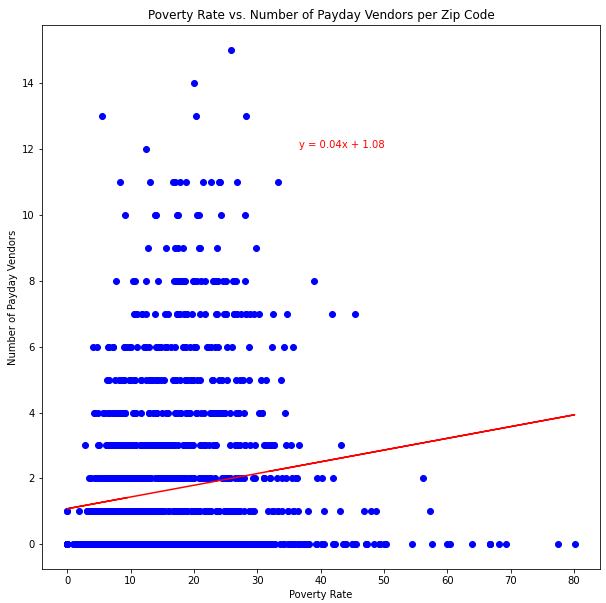 Poverty Rate vs. Number of Payday Vendors per Zip Code
14
12
y = 0.04x + 1.08
10
8
6
4
2
0
Number of Payday Vendors
0 10 20 30 40 50 60 70 80
Poverty Rate